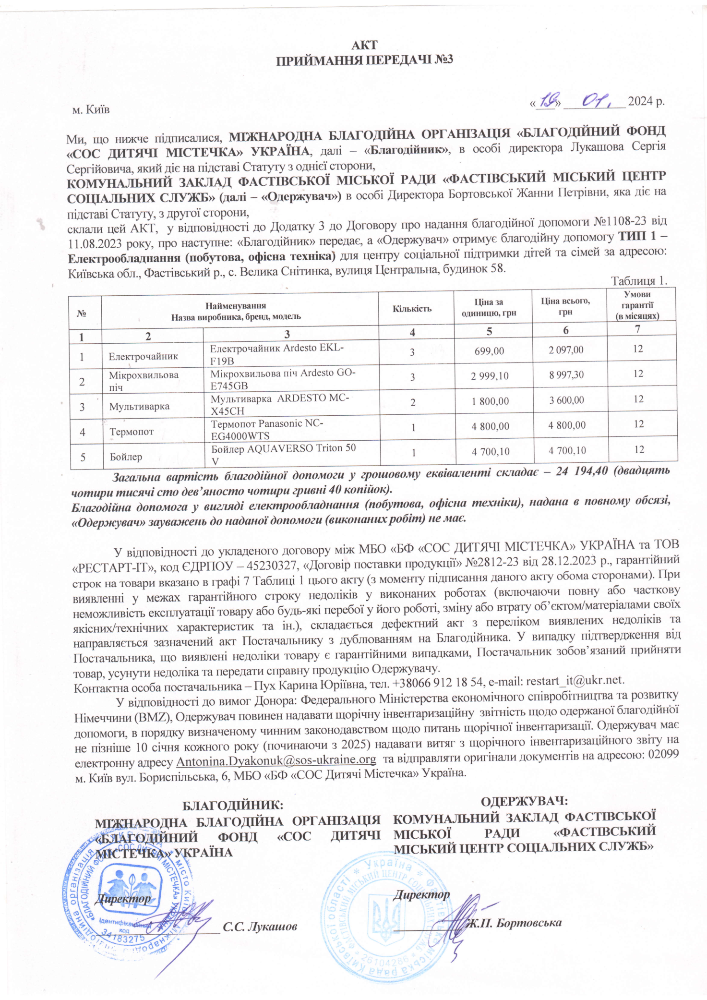 АКТ
ПРИЙМАННЯ ПЕРЕДАЧІ №3
м. Київ
«19» 01. 2024 р.
Ми, що нижче підписалися, МІЖНАРОДНА БЛАГОДІЙНА ОРГАНІЗАЦІЯ «БЛАГОДІЙНИЙ ФОНД
«СОС ДИТЯЧІ МІСТЕЧКА» УКРАЇНА, далі – «Благодійник», в особі директора Лукашова Сергія
Сергійовича, який діє на підставі Статуту з однієї сторони,
КОМУНАЛЬНИЙ ЗАКЛАД ФАСТІВСЬКОЇ МІСЬКОЇ РАДИ «ФАСТІВСЬКИЙ МІСЬКИЙ ЦЕНТР
СОЦІАЛЬНИХ СЛУЖБ» (далі – «Одержувач») в особі Директора Бортовської Жанни Петрівни, яка діє на
підставі Статуту, з другої сторони,
склали цей АКТ, у відповідності до Додатку 3 до Договору про надання благодійної допомоги №1108-23 від
11.08.2023 року, про наступне: «Благодійник» передає, а «Одержувач» отримує благодійну допомогу ТИП 1 –
Електрообладнання (побутова, офісна техніка) для центру соціальної підтримки дітей та сімей за адресою:
Київська обл., Фастівський р., с. Велика Снітинка, вулиця Центральна, будинок 58.
Таблиця 1.
№ Найменування Назва виробника, бренд, модель Кількість Ціна за одиницю, грн Ціна всього, грн Умови гарантії (в місяцях)
1 2 3 4 5 6 7
1 Електрочайник Електрочайник Ardesto EKL-F19B 3 699,00 2 097,00 12
2 Мікрохвильова піч Мікрохвильова піч Ardesto GO-E745GB 3 2 999,10 8 997,30 12
3 Мультиварка Мультиварка ARDESTO MC-X45CH 2 1 800,00 3 600,00 12
4 Термопот Термопот Panasonic NC-EG4000WTS 1 4 800,00 4 800,00 12
5 Бойлер Бойлер AQUAVERSO Triton 50 V 1 4 700,10 4 700,10 12
Загальна вартість благодійної допомоги у грошовому еквіваленті складає – 24 194,40 (двадцять
чотири тисячі сто дев’яносто чотири гривні 40 копійок).
Благодійна допомога у вигляді електрообладнання (побутова, офісна техніки), надана в повному обсязі,
«Одержувач» зауважень до наданої допомоги (виконаних робіт) не має.
У відповідності до укладеного договору між МБО «БФ «СОС ДИТЯЧІ МІСТЕЧКА» УКРАЇНА та ТОВ
«РЕСТАРТ-ІТ», код ЄДРПОУ – 45230327, «Договір поставки продукції» №2812-23 від 28.12.2023 р., гарантійний
строк на товари вказано в графі 7 Таблиці 1 цього акту (з моменту підписання даного акту обома сторонами). При
виявленні у межах гарантійного строку недоліків у виконаних роботах (включаючи повну або часткову
неможливість експлуатації товару або будь-які перебої у його роботі, зміну або втрату об’єктом/матеріалами своїх
якісних/технічних характеристик та ін.), складається дефектний акт з переліком виявлених недоліків та
направляється зазначений акт Постачальнику з дублюванням на Благодійника. У випадку підтвердження від
Постачальника, що виявлені недоліки товару є гарантійними випадками, Постачальник зобов’язаний прийняти
товар, усунути недоліка та передати справну продукцію Одержувачу.
Контактна особа постачальника – Пух Карина Юріївна, тел. +38066 912 18 54, e-mail: restart_it@ukr.net.
У відповідності до вимог Донора: Федерального Міністерства економічного співробітництва та розвитку
Німеччини (BMZ), Одержувач повинен надавати щорічну інвентаризаційну звітність щодо одержаної благодійної
допомоги, в порядку визначеному чинним законодавством щодо питань щорічної інвентаризації. Одержувач має
не пізніше 10 січня кожного року (починаючи з 2025) надавати витяг з щорічного інвентаризаційного звіту на
електронну адресу Antonina.Dyakonuk@sos-ukraine.org та відправляти оригінали документів на адресою: 02099
м. Київ вул. Бориспільська, 6, МБО «БФ «СОС Дитячі Містечка» Україна.
БЛАГОДІЙНИК:
МІЖНАРОДНА БЛАГОДІЙНА ОРГАНІЗАЦІЯ
«БЛАГОДІЙНИЙ ФОНД «СОС ДИТЯЧІ
МІСТЕЧКА» УКРАЇНА
Директор
С.С. Лукашов
ОДЕРЖУВАЧ:
КОМУНАЛЬНИЙ ЗАКЛАД ФАСТІВСЬКОЇ
МІСЬКОЇ РАДИ «ФАСТІВСЬКИЙ
МІСЬКИЙ ЦЕНТР СОЦІАЛЬНИХ СЛУЖБ»
Директор
Ж.П. Бортовська
Україна * місто Київ * Міжнародна благодійна організація
«БЛАГОДІЙНИЙ ФОНД «СОС ДИТЯЧІ МІСТЕЧКА» УКРАЇНА
Ідентифікаційний
код
34183275
* Україна * Фастівська міська рада Київської області
ФАСТІВСЬКИЙ МІСЬКИЙ ЦЕНТР СОЦІАЛЬНИХ СЛУЖБ
* 26104286 *